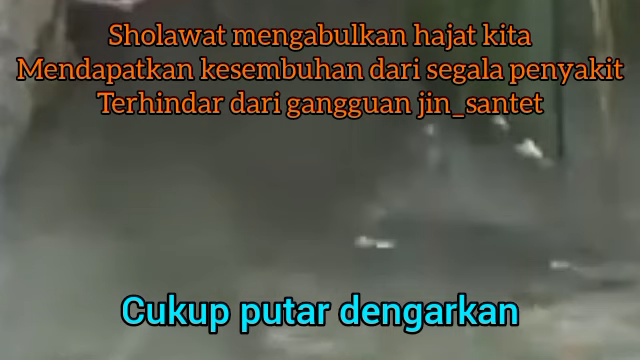 Sholawat mengabulkan hajat kita
Mendapatkan kesembuhan dari segala penyakit
Terhindar dari gangguan jin_santet
Cukup putar dengarkan